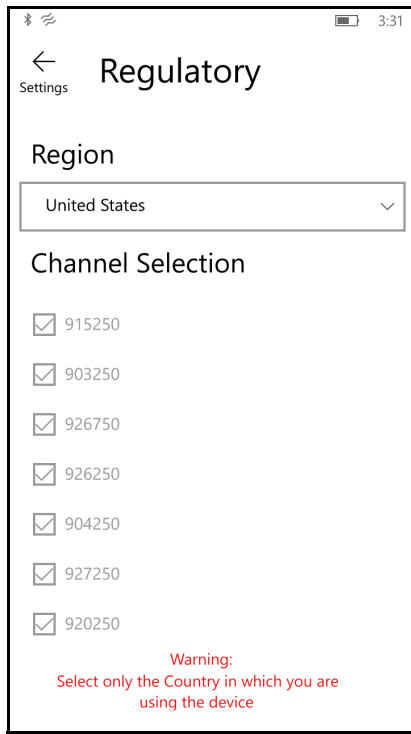 3:31
Settings
Regulatory
Region
United States
Channel Selection
915250
903250
926750
926250
904250
927250
920250
Warning:
Select only the Country in which you are
using the device